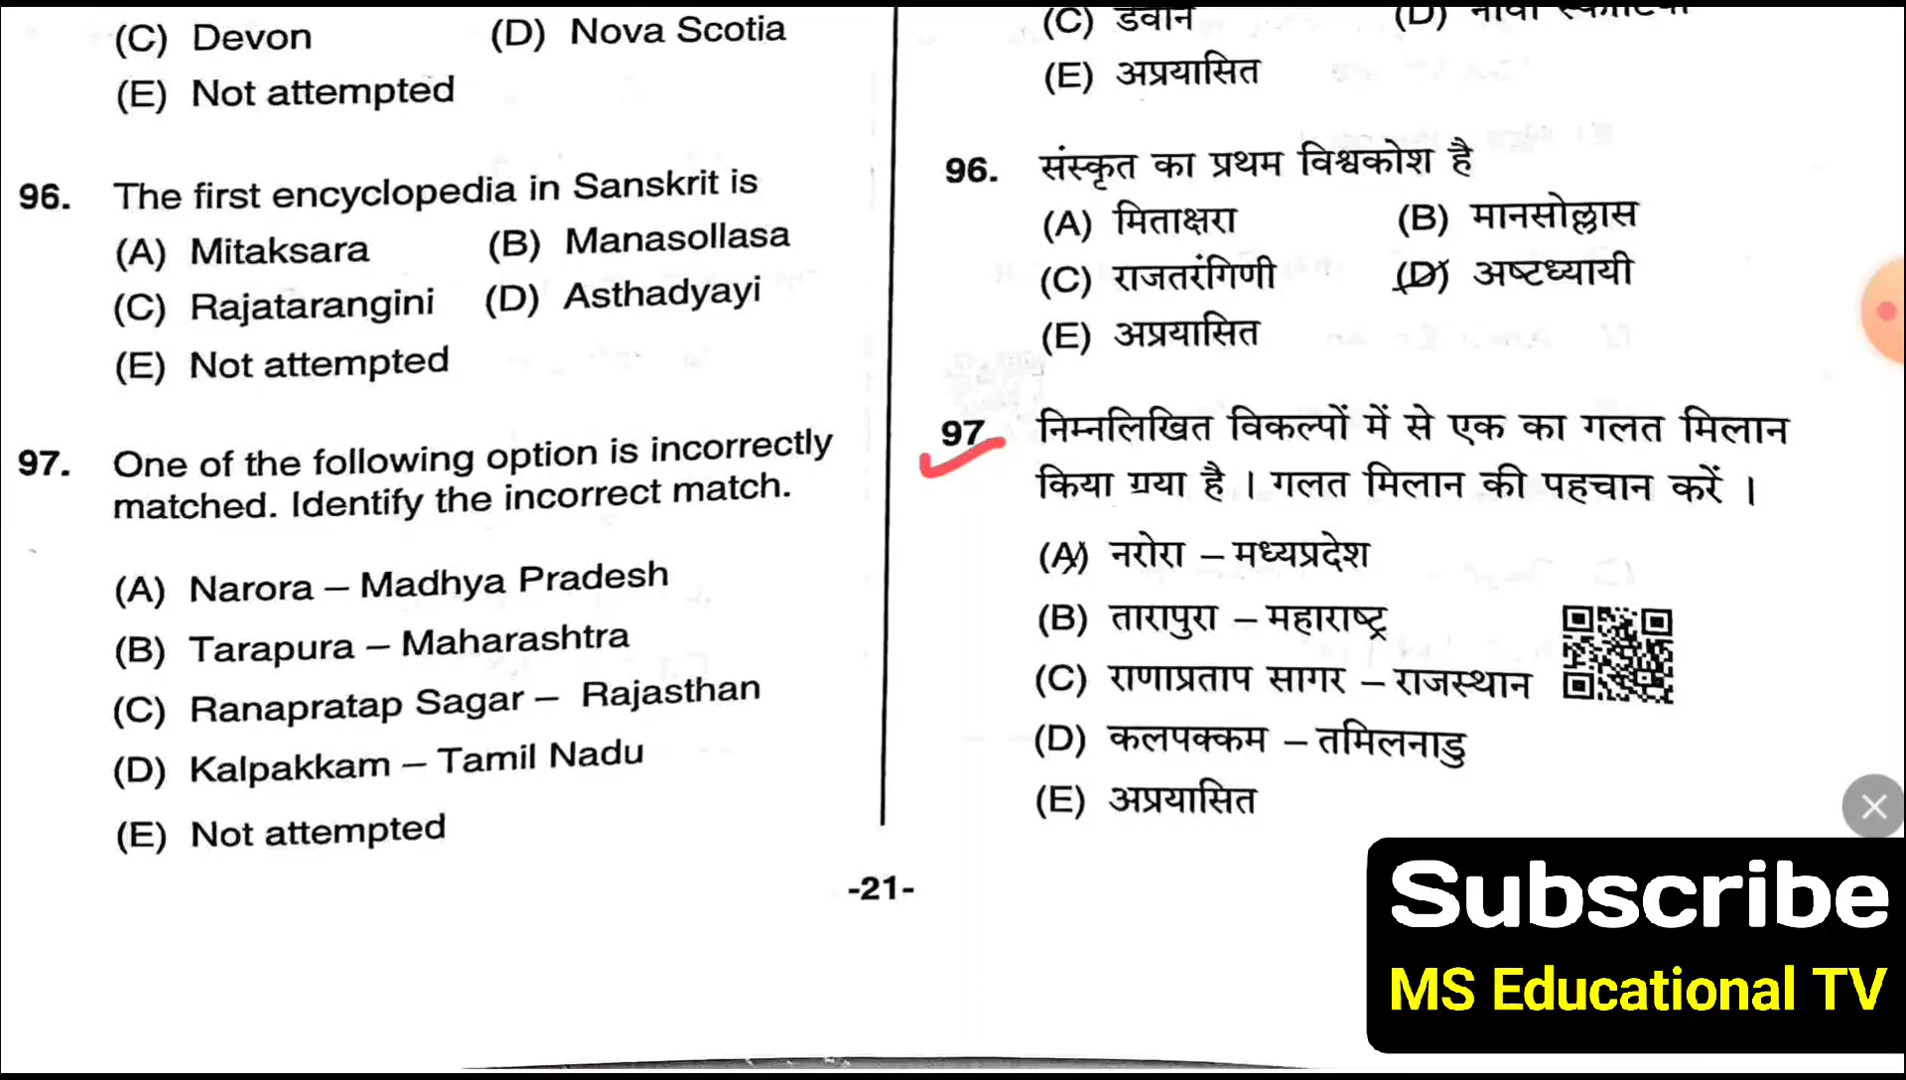 (C) Devon (D) Nova Scotia
(E) Not attempted
96. The first encyclopedia in Sanskrit is
(A) Mitaksara (B) Manasollasa
(C) Rajatarangini (D) Asthadyayi
(E) Not attempted
97. One of the following option is incorrectly
matched. Identify the incorrect match.
(A) Narora – Madhya Pradesh
(B) Tarapura – Maharashtra
(C) Ranapratap Sagar – Rajasthan
(D) Kalpakkam – Tamil Nadu
(E) Not attempted
(C) डेवॉन (D)
(E) अप्रयासित
96. संस्कृत का प्रथम विश्वकोश है
(A) मिताक्षरा (B) मानसोल्लास
(C) राजतरंगिणी (D) अष्टध्यायी
(E) अप्रयासित
97 निम्नलिखित विकल्पों में से एक का गलत मिलान
किया गया है । गलत मिलान की पहचान करें ।
(A) नरोरा – मध्यप्रदेश
(B) तारापुरा – महाराष्ट्र
(C) राणाप्रताप सागर – राजस्थान
(D) कलपक्कम – तमिलनाडु
(E) अप्रयासित
-21-
Subscribe
MS Educational TV